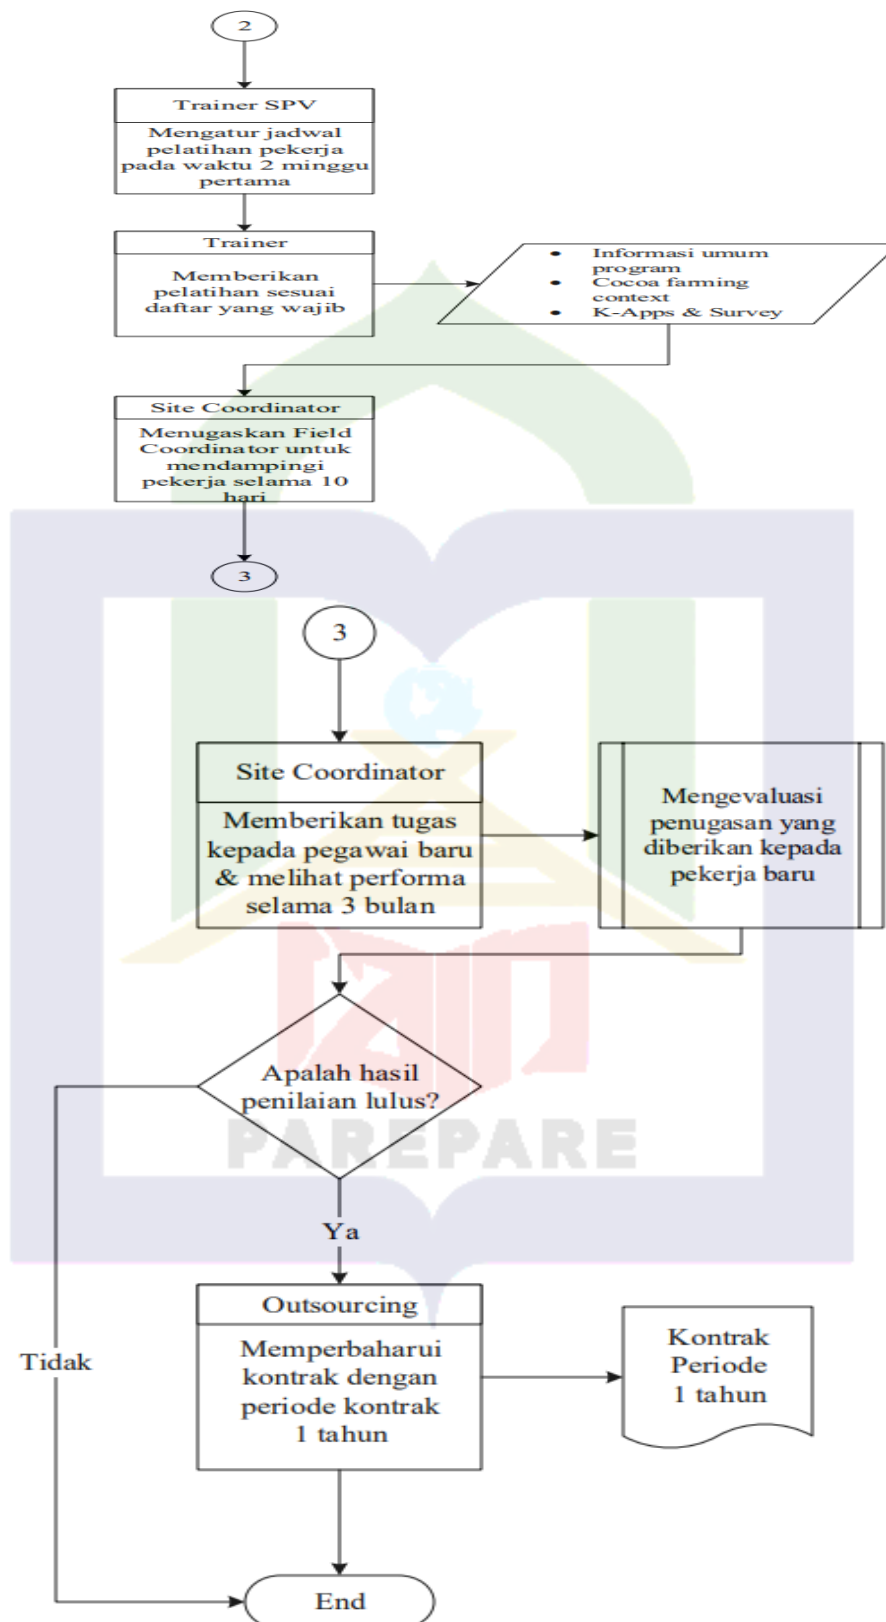 2
Trainer SPV
Mengatur jadwal
pelatihan pekerja
pada waktu 2 minggu
pertama
Trainer
Memberikan
pelatihan sesuai
daftar yang wajib
• Informasi umum
program
• Cocoa farming
context
• K-Apps & Survey
Site Coordinator
Menugaskan Field
Coordinator untuk
mendampingi
pekerja selama 10
hari
3
3
Site Coordinator
Memberikan tugas
kepada pegawai baru
& melihat performa
selama 3 bulan
Mengevaluasi
penugasan yang
diberikan kepada
pekerja baru
Apalah hasil
penilaian lulus?
PAREPARE
Ya
Outsourcing
Memperbaharui
kontrak dengan
periode kontrak
1 tahun
Kontrak
Periode
1 tahun
Tidak
End